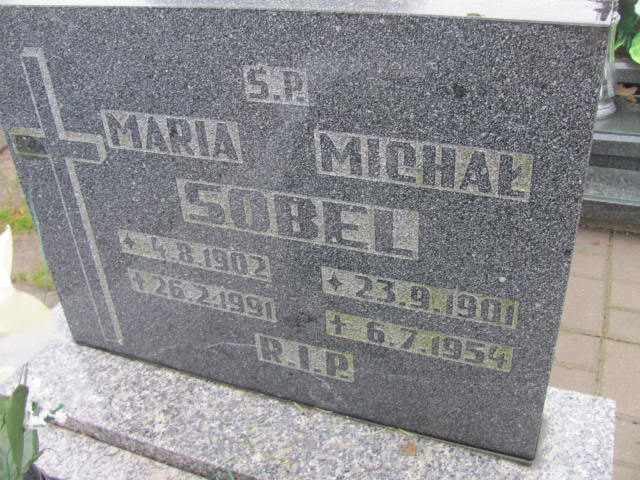 Ś.P.
MARIA MICHAŁ
SOBEL
* 4.8.1902 * 23.9.1901
+ 26.2.1991 + 6.7.1954
R.I.P.